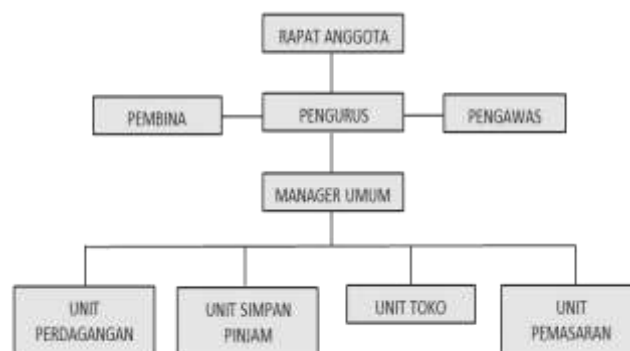 RAPAT ANGGOTA
PEMBINA
PENGURUS
PENGAWAS
MANAGER UMUM
UNIT
PERDAGANGAN
UNIT SIMPAN
PINJAM
UNIT TOKO
UNIT
PEMASARAN